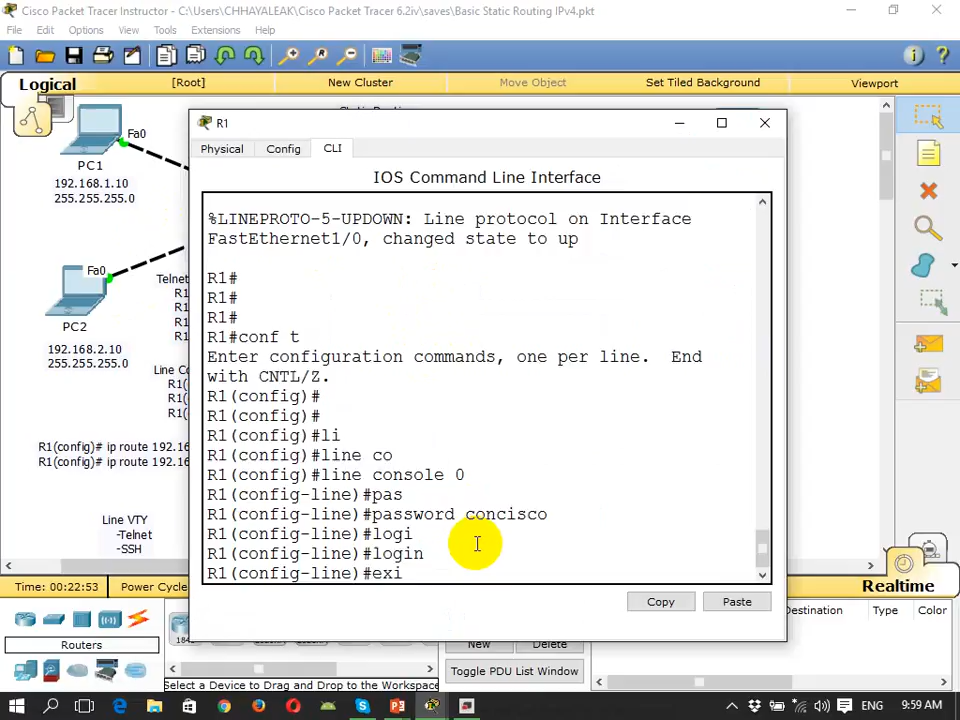 Cisco Packet Tracer Instructor - C:\Users\CHHAYALEAK\Cisco Packet Tracer 6.2iv\saves\Basic Static Routing IPv4.pkt
File Edit Options View Tools Extensions Help
Logical [Root] New Cluster Move Object Set Tiled Background Viewport
Fa0
PC1
192.168.1.10
255.255.255.0
Fa0
PC2
192.168.2.10
255.255.255.0
Telnet
R1(
R1(
R1(
R1(
Line Co
R1(
R1(
R1(
R1(config)# ip route 192.16
R1(config)# ip route 192.16
Line VTY
-Telnet
-SSH
R1
Physical Config CLI
IOS Command Line Interface
%LINEPROTO-5-UPDOWN: Line protocol on Interface
FastEthernet1/0, changed state to up
R1#
R1#
R1#
R1#conf t
Enter configuration commands, one per line. End
with CNTL/Z.
R1(config)#
R1(config)#
R1(config)#li
R1(config)#line co
R1(config)#line console 0
R1(config-line)#pas
R1(config-line)#password concisco
R1(config-line)#logi
R1(config-line)#login
R1(config-line)#exi
Copy Paste
Time: 00:22:53 Power Cycle
Realtime
Routers
New Delete
Toggle PDU List Window
Destination Type Color
Select a Device to Drag and Drop to the Workspace
ENG 9:59 AM